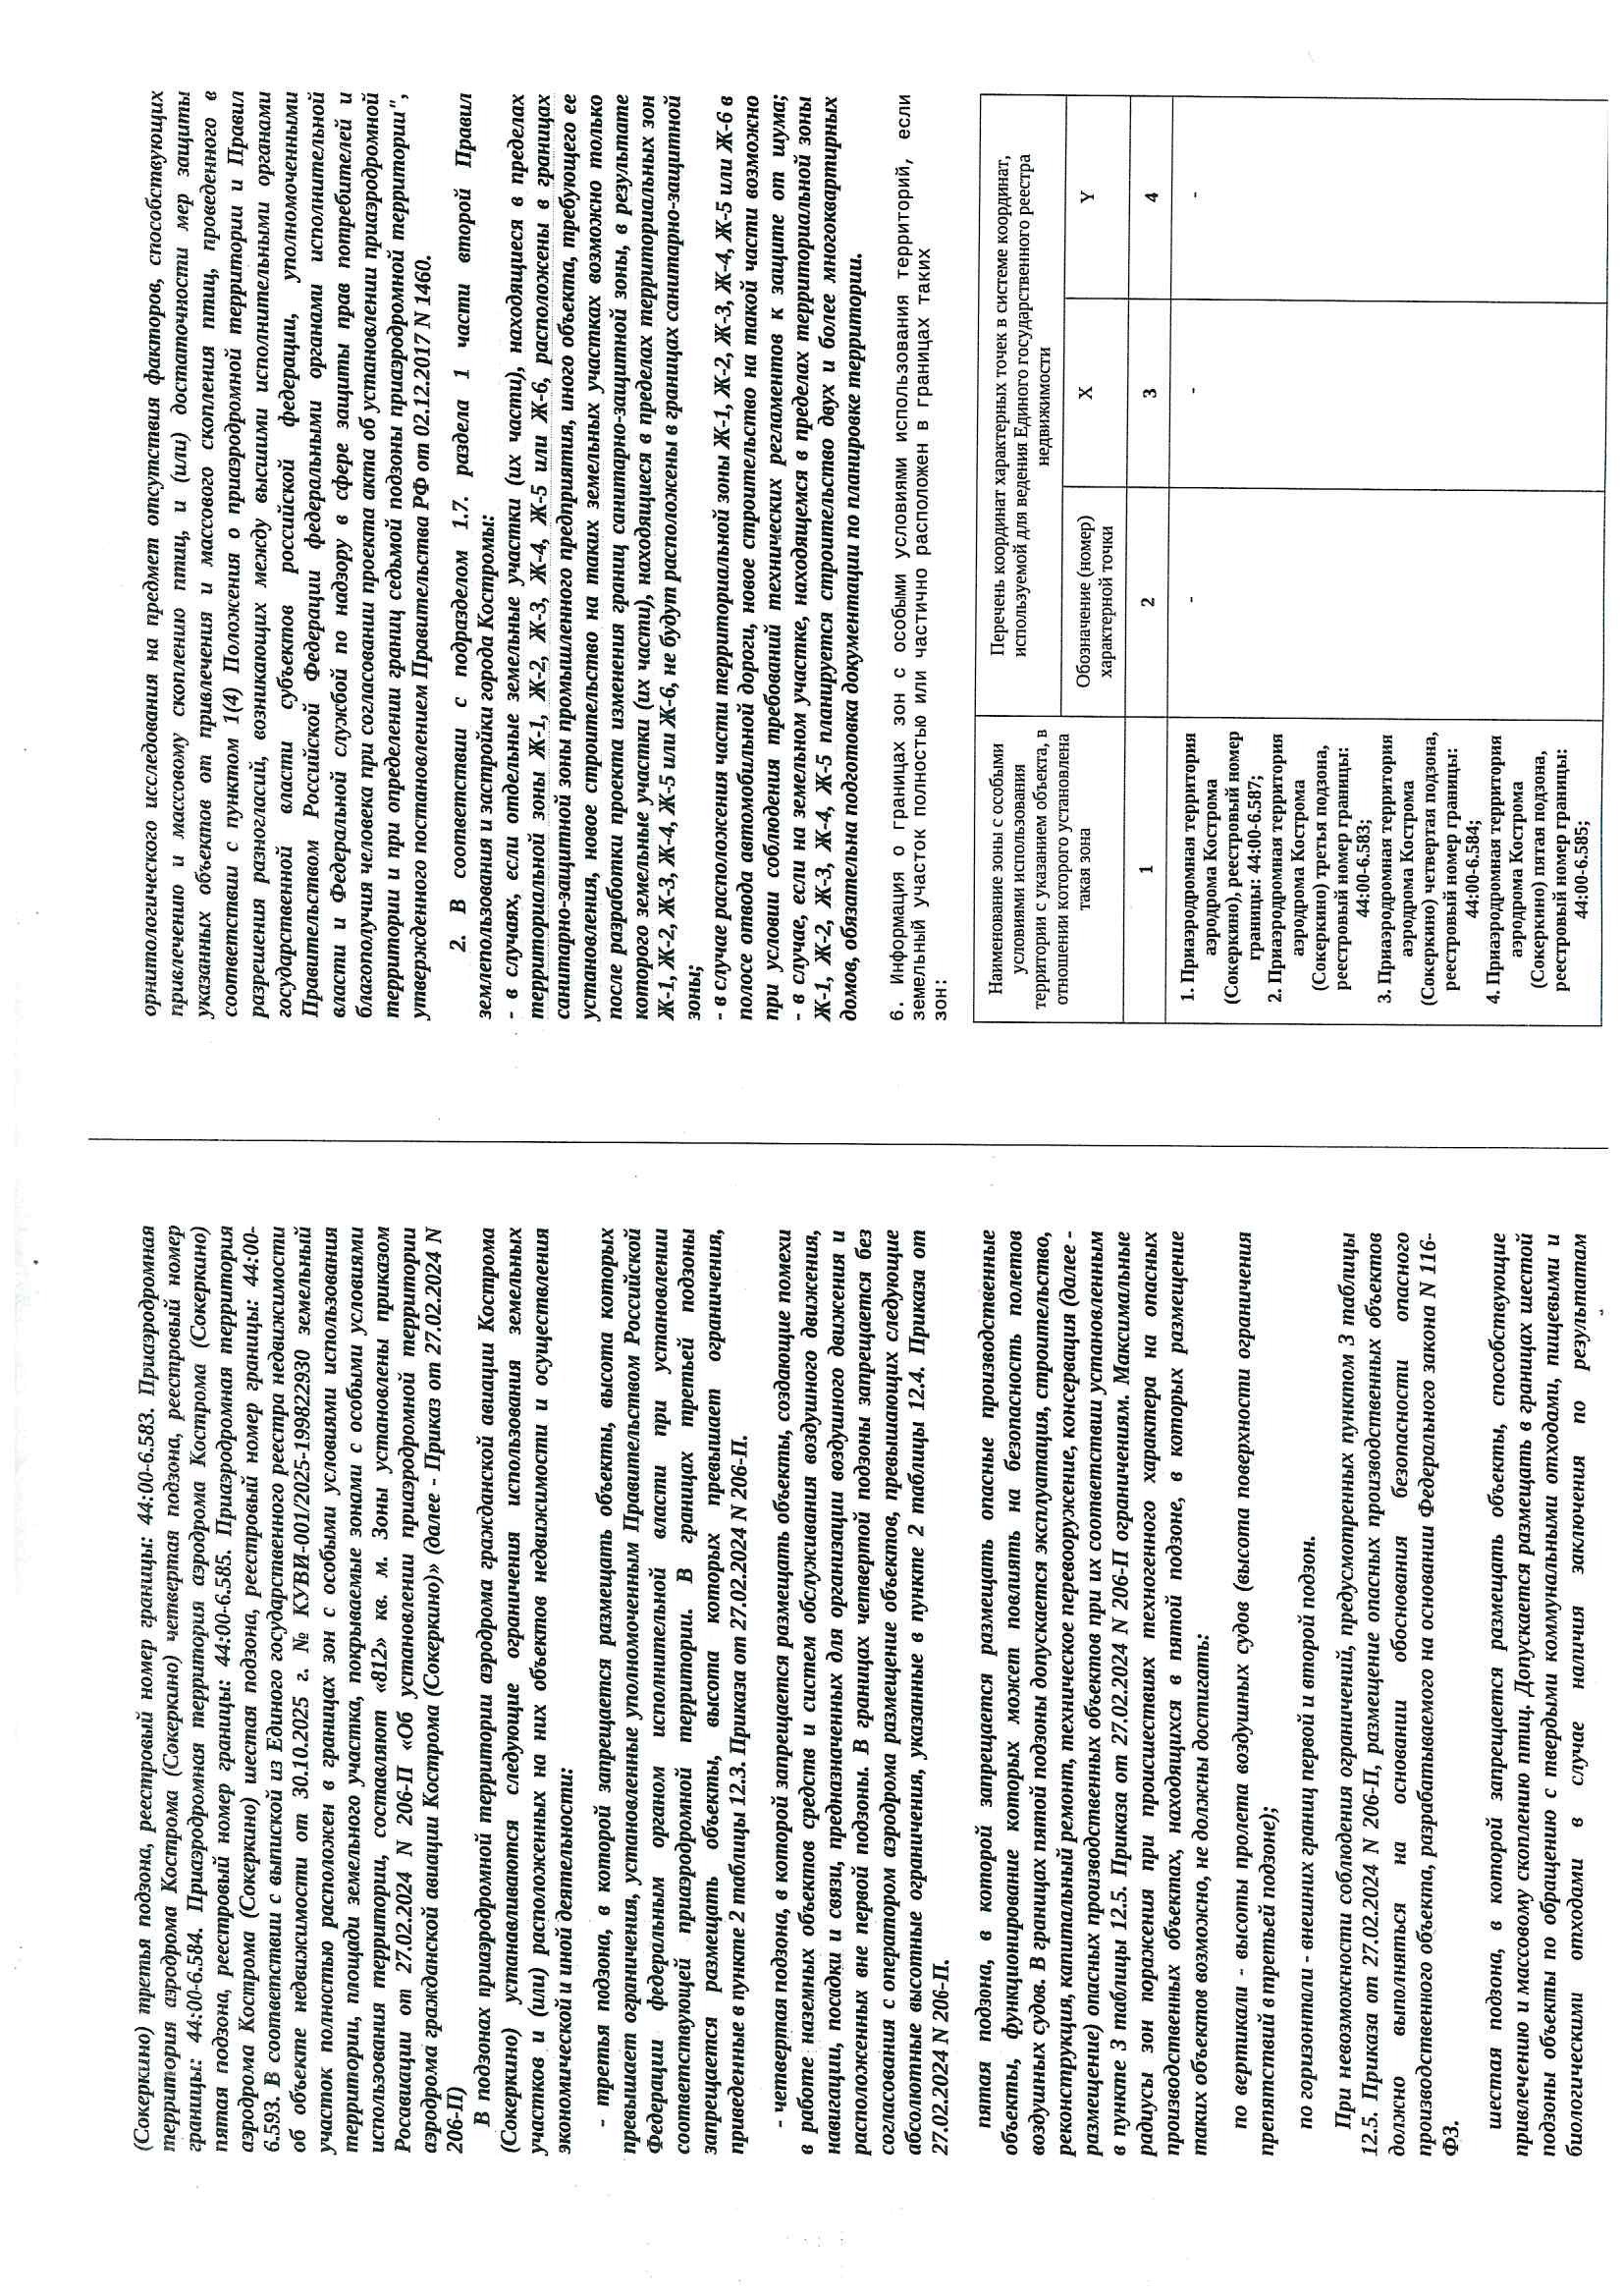 (Сокеркино) третья подзона, реестровый номер границы: 44:00-6.583. Приаэродромная
территория аэродрома Кострома (Сокеркино) четвертая подзона, реестровый номер
границы: 44:00-6.584. Приаэродромная территория аэродрома Кострома (Сокеркино)
пятая подзона, реестровый номер границы: 44:00-6.585. Приаэродромная территория
аэродрома Кострома (Сокеркино) шестая подзона, реестровый номер границы: 44:00-
6.593. В соответствии с выпиской из Единого государственного реестра недвижимости
об объекте недвижимости от 30.10.2025 г. № КУВИ-001/2025-199822930 земельный
участок полностью расположен в границах зон с особыми условиями использования
территории, площади земельного участка, покрываемые зонами с особыми условиями
использования территории, составляют «812» кв. м. Зоны установлены приказом
Росавиации от 27.02.2024 N 206-П «Об установлении приаэродромной территории
аэродрома гражданской авиации Кострома (Сокеркино)» (далее - Приказ от 27.02.2024 N
206-П)
В подзонах приаэродромной территории аэродрома гражданской авиации Кострома
(Сокеркино) устанавливаются следующие ограничения использования земельных
участков и (или) расположенных на них объектов недвижимости и осуществления
экономической и иной деятельности:
- третья подзона, в которой запрещается размещать объекты, высота которых
превышает ограничения, установленные уполномоченным Правительством Российской
Федерации федеральным органом исполнительной власти при установлении
соответствующей приаэродромной территории. В границах третьей подзоны
запрещается размещать объекты, высота которых превышает ограничения,
приведенные в пункте 2 таблицы 12.3. Приказа от 27.02.2024 N 206-П.
- четвертая подзона, в которой запрещается размещать объекты, создающие помехи
в работе наземных объектов средств и систем обслуживания воздушного движения,
навигации, посадки и связи, предназначенных для организации воздушного движения и
расположенных вне первой подзоны. В границах четвертой подзоны запрещается без
согласования с оператором аэродрома размещение объектов, превышающих следующие
абсолютные высотные ограничения, указанные в пункте 2 таблицы 12.4. Приказа от
27.02.2024 N 206-П.
пятая подзона, в которой запрещается размещать опасные производственные
объекты, функционирование которых может повлиять на безопасность полетов
воздушных судов. В границах пятой подзоны допускается эксплуатация, строительство,
реконструкция, капитальный ремонт, техническое перевооружение, консервация (далее -
размещение) опасных производственных объектов при их соответствии установленным
в пункте 3 таблицы 12.5. Приказа от 27.02.2024 N 206-П ограничениям. Максимальные
радиусы зон поражения при происшествиях техногенного характера на опасных
производственных объектах, находящихся в пятой подзоне, в которых размещение
таких объектов возможно, не должны достигать:
по вертикали - высоты пролета воздушных судов (высота поверхности ограничения
препятствий в третьей подзоне);
по горизонтали - внешних границ первой и второй подзон.
При невозможности соблюдения ограничений, предусмотренных пунктом 3 таблицы
12.5. Приказа от 27.02.2024 N 206-П, размещение опасных производственных объектов
должно выполняться на основании обоснования безопасности опасного
производственного объекта, разрабатываемого на основании Федерального закона N 116-
ФЗ.
шестая подзона, в которой запрещается размещать объекты, способствующие
привлечению и массовому скоплению птиц. Допускается размещать в границах шестой
подзоны объекты по обращению с твердыми коммунальными отходами, пищевыми и
биологическими отходами в случае наличия заключения по результатам
орнитологического исследования на предмет отсутствия факторов, способствующих
привлечению и массовому скоплению птиц, и (или) достаточности мер защиты
указанных объектов от привлечения и массового скопления птиц, проведенного в
соответствии с пунктом 1(4) Положения о приаэродромной территории и Правил
разрешения разногласий, возникающих между высшими исполнительными органами
государственной власти субъектов российской федерации, уполномоченными
Правительством Российской Федерации федеральными органами исполнительной
власти и Федеральной службой по надзору в сфере защиты прав потребителей и
благополучия человека при согласовании проекта акта об установлении приаэродромной
территории и при определении границ седьмой подзоны приаэродромной территории",
утвержденного постановлением Правительства РФ от 02.12.2017 N 1460.
2. В соответствии с подразделом 1.7. раздела 1 части второй Правил
землепользования и застройки города Костромы:
- в случаях, если отдельные земельные участки (их части), находящиеся в пределах
территориальной зоны Ж-1, Ж-2, Ж-3, Ж-4, Ж-5 или Ж-6, расположены в границах
санитарно-защитной зоны промышленного предприятия, иного объекта, требующего ее
установления, новое строительство на таких земельных участках возможно только
после разработки проекта изменения границ санитарно-защитной зоны, в результате
которого земельные участки (их части), находящиеся в пределах территориальных зон
Ж-1, Ж-2, Ж-3, Ж-4, Ж-5 или Ж-6, не будут расположены в границах санитарно-защитной
зоны;
- в случае расположения части территориальной зоны Ж-1, Ж-2, Ж-3, Ж-4, Ж-5 или Ж-6 в
полосе отвода автомобильной дороги, новое строительство на такой части возможно
при условии соблюдения требований технических регламентов к защите от шума;
- в случае, если на земельном участке, находящемся в пределах территориальной зоны
Ж-1, Ж-2, Ж-3, Ж-4, Ж-5 планируется строительство двух и более многоквартирных
домов, обязательна подготовка документации по планировке территории.
6. Информация о границах зон с особыми условиями использования территорий, если
земельный участок полностью или частично расположен в границах таких
зон:
Наименование зоны с особыми
условиями использования
территории с указанием объекта, в
отношении которого установлена
такая зона
Перечень координат характерных точек в системе координат,
используемой для ведения Единого государственного реестра
недвижимости
Обозначение (номер)
характерной точки
X
Y
1
2
3
4
1. Приаэродромная территория
аэродрома Кострома
(Сокеркино), реестровый номер
границы: 44:00-6.587;
2. Приаэродромная территория
аэродрома Кострома
(Сокеркино) третья подзона,
реестровый номер границы:
44:00-6.583;
3. Приаэродромная территория
аэродрома Кострома
(Сокеркино) четвертая подзона,
реестровый номер границы:
44:00-6.584;
4. Приаэродромная территория
аэродрома Кострома
(Сокеркино) пятая подзона,
реестровый номер границы:
44:00-6.585;
-
-
-